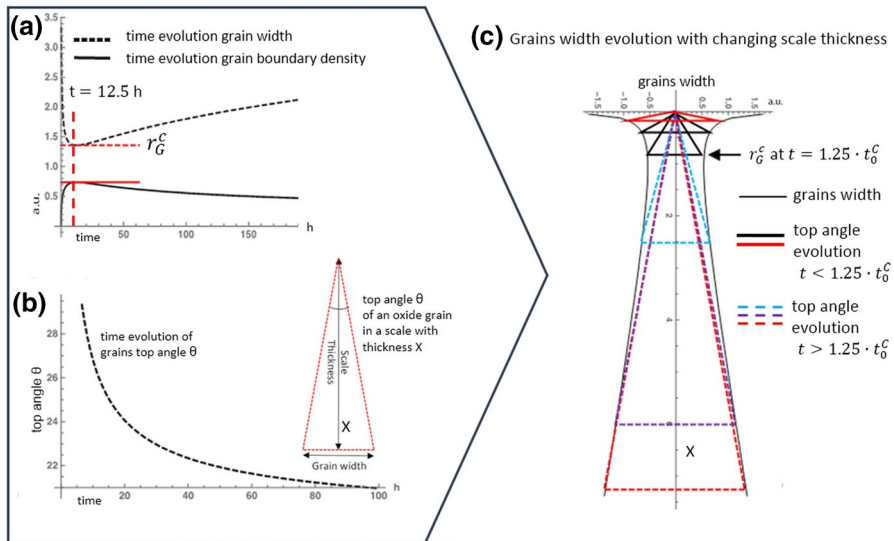 (a)
3.5
3.0
2.5
2.0
1.5
1.0
0.5
a.u.
time evolution grain width
time evolution grain boundary density
t = 12.5 h
r_G^c
time
50
100
150
h
(b)
28
26
24
22
top angle θ
time evolution of
grains top angle θ
top angle θ
of an oxide grain
in a scale with
thickness X
Scale
Thickness
X
Grain width
time
20
40
60
80
100
h
(c) Grains width evolution with changing scale thickness
grains width
-1.5
-1.0
-0.5
0.5
1.0
1.5
a.u.
r_G^c at t = 1.25 · t_0^C
2
4
6
X
grains width
top angle
evolution
t < 1.25 · t_0^C
top angle
evolution
t > 1.25 · t_0^C